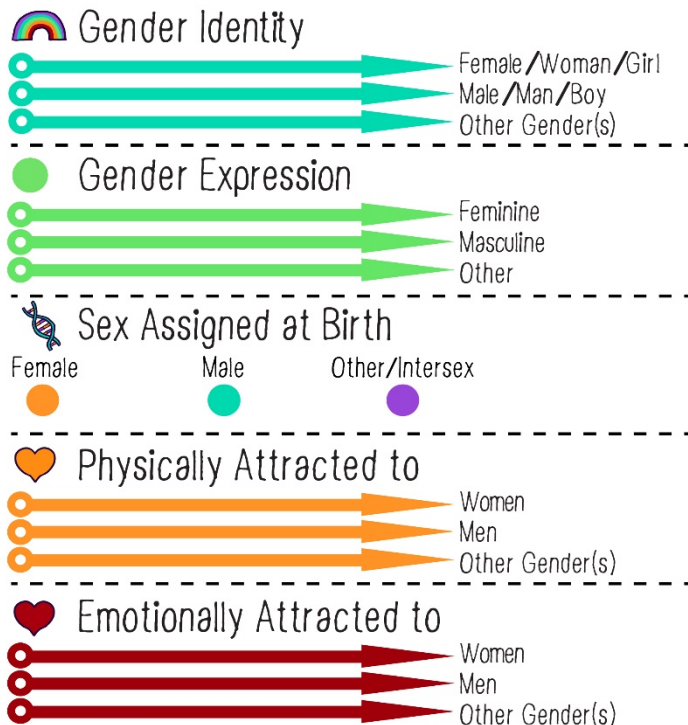 Gender Identity
Female/Woman/Girl
Male/Man/Boy
Other Gender(s)
Gender Expression
Feminine
Masculine
Other
Sex Assigned at Birth
Female Male Other/Intersex
Physically Attracted to
Women
Men
Other Gender(s)
Emotionally Attracted to
Women
Men
Other Gender(s)